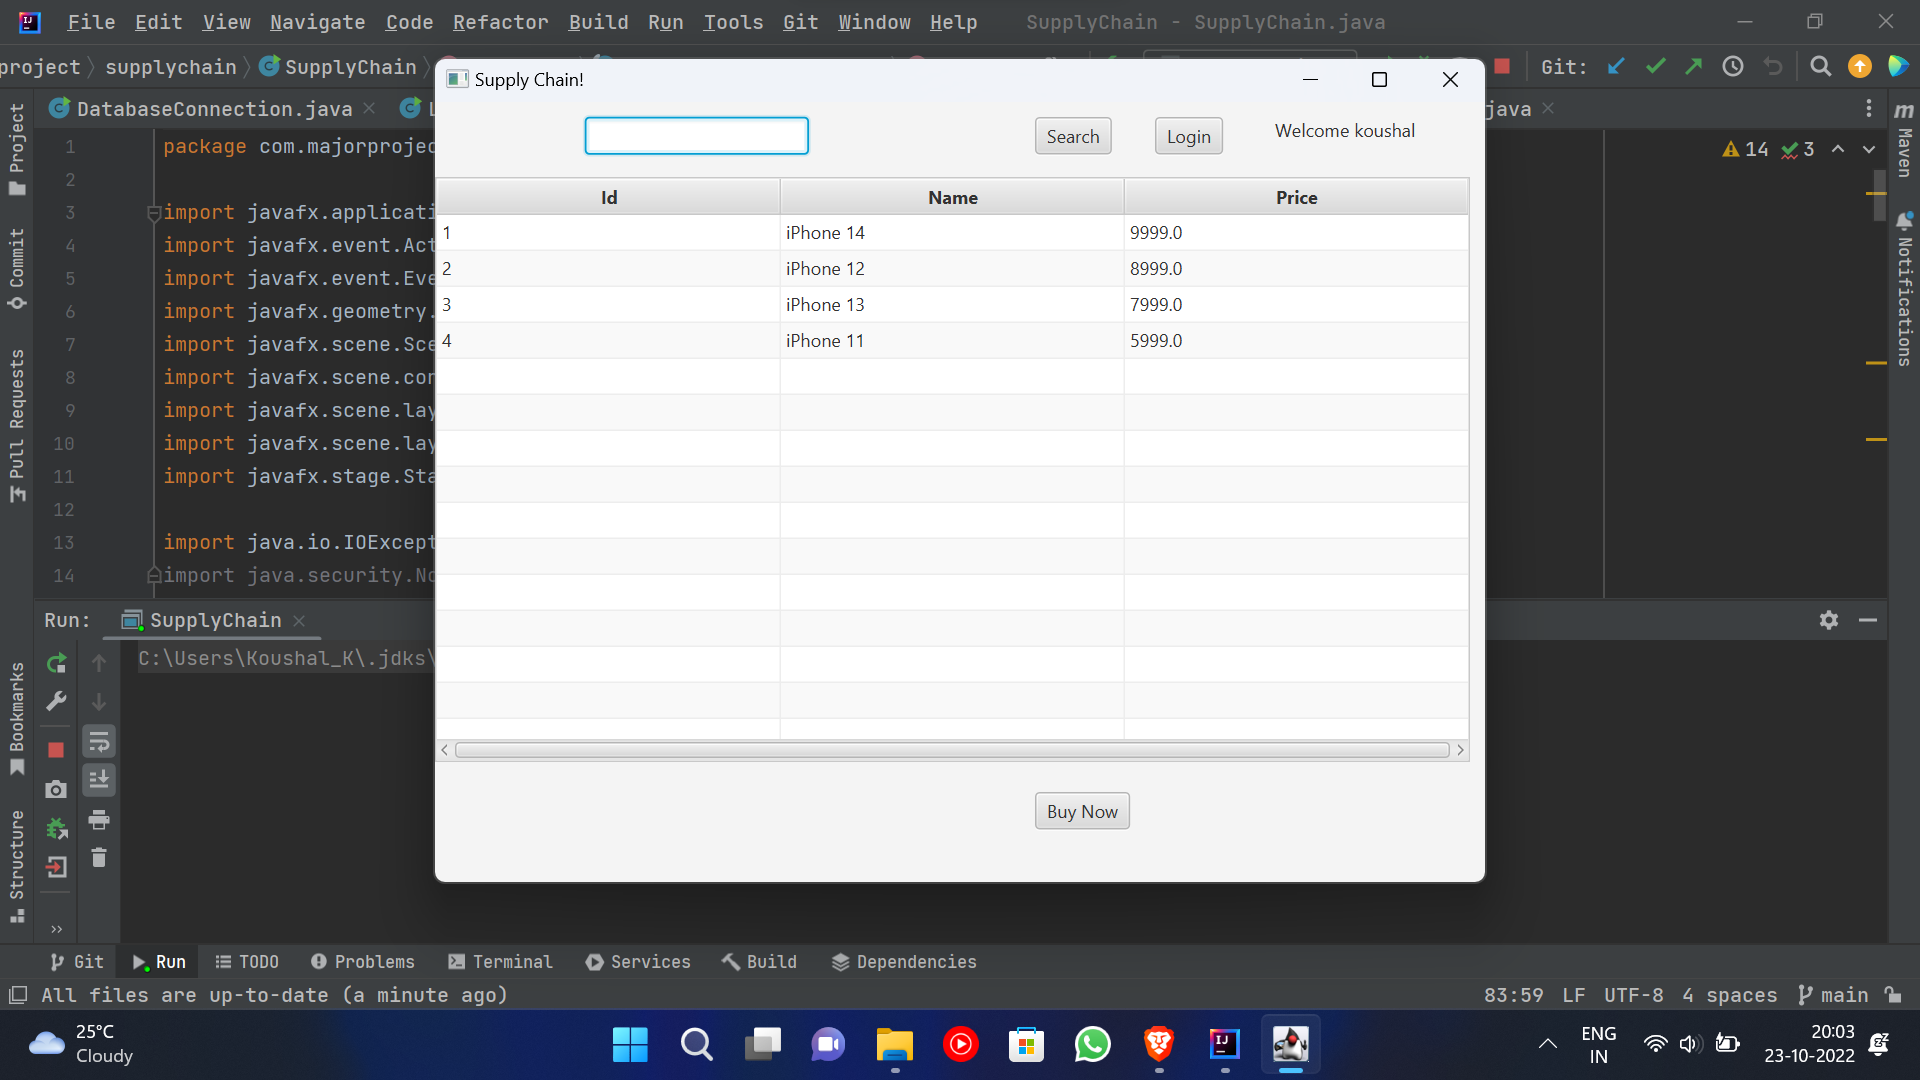 File Edit View Navigate Code Refactor Build Run Tools Git Window Help SupplyChain - SupplyChain.java
project supplychain SupplyChain Git:
Supply Chain!
DatabaseConnection.java java
Search Login Welcome koushal
14 3
Id Name Price
1 iPhone 14 9999.0
2 iPhone 12 8999.0
3 iPhone 13 7999.0
4 iPhone 11 5999.0
Buy Now
1 package com.majorprojec
2
3 import javafx.applicati
4 import javafx.event.Act
5 import javafx.event.Eve
6 import javafx.geometry.
7 import javafx.scene.Sce
8 import javafx.scene.con
9 import javafx.scene.lay
10 import javafx.scene.lay
11 import javafx.stage.Sta
12
13 import java.io.IOExcept
14 import java.security.No
Project
Commit
Pull Requests
Bookmarks
Structure
Maven
Notifications
Run: SupplyChain
C:\Users\Koushal_K\.jdks\
Git Run TODO Problems Terminal Services Build Dependencies
All files are up-to-date (a minute ago) 83:59 LF UTF-8 4 spaces main
25°C
Cloudy
ENG
IN
20:03
23-10-2022